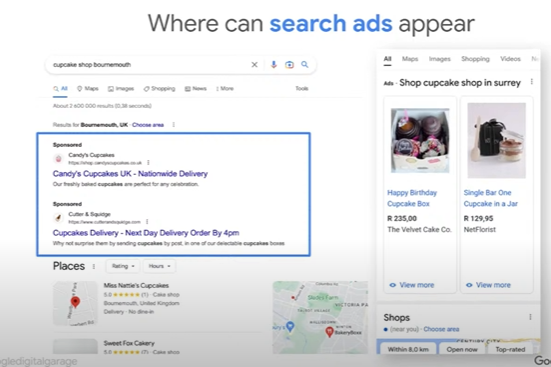 Where can search ads appear
cupcake shop bournemouth
All Maps Images Shopping News More
Tools
About 2 600 000 results (0,38 seconds)
Results for Bournemouth, UK · Choose area
Sponsored
Candy's Cupcakes
https://shop.candyscupcakes.co.uk
Candy's Cupcakes UK - Nationwide Delivery
Our freshly baked cupcakes are perfect for any celebration.
Sponsored
Cutter & Squidge
https://www.cutterandsquidge.com
Cupcakes Delivery - Next Day Delivery Order By 4pm
Why not surprise them by sending cupcakes by post, in one of our delectable cupcakes boxes
Places
Rating
Hours
Miss Nettie's Cupcakes
5.0 (1) · Cake shop
Bournemouth, United Kingdom
Delivery · No dine-in
Sweet Fox Cakery
5.0 · Cake shop
VICTORIA PARK
BakeryBoxx
All Maps Images Shopping Videos
Ads · Shop cupcake shop in surrey
Happy Birthday
Cupcake Box
R 235,00
The Velvet Cake Co.
View more
Single Bar One
Cupcake in a Jar
R 129,95
NetFlorist
View more
Shops
(near you) · Choose area
Within 8.0 km
Open now
Top-rated
gledigitalgarage
Goo